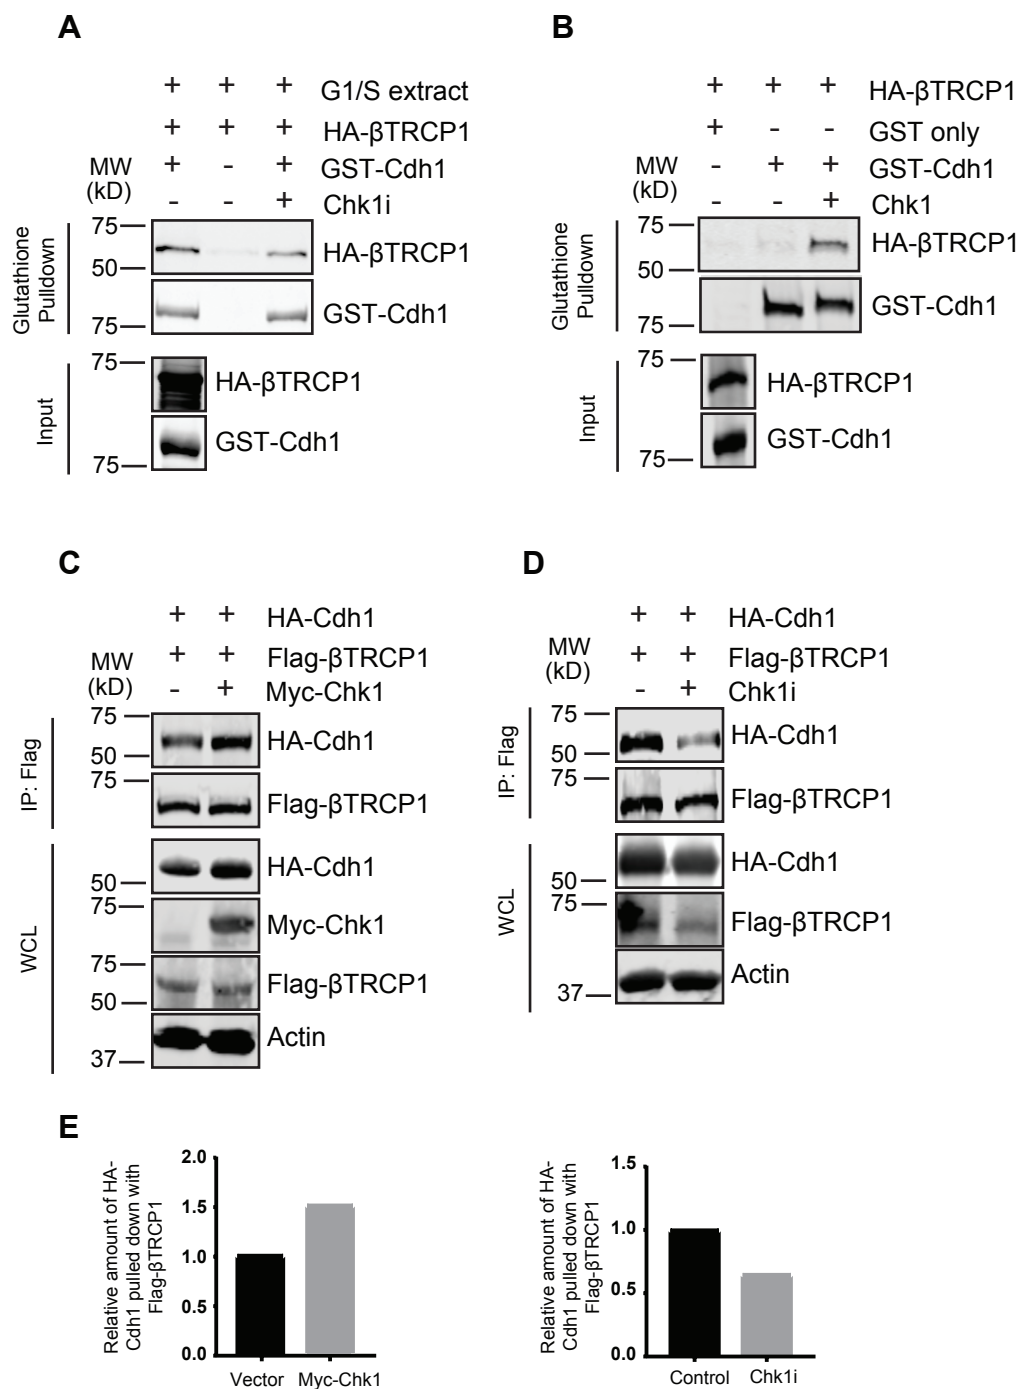 A
+ + + G1/S extract
+ + + HA-βTRCP1
MW (kD)
+ - + GST-Cdh1
- - + Chk1i
Glutathione Pulldown
75
50
HA-βTRCP1
75
GST-Cdh1
Input
75
HA-βTRCP1
75
GST-Cdh1
B
+ + + HA-βTRCP1
+ - - GST only
MW (kD)
- + + GST-Cdh1
- - + Chk1
Glutathione Pulldown
75
50
HA-βTRCP1
75
GST-Cdh1
Input
75
HA-βTRCP1
75
GST-Cdh1
C
+ + HA-Cdh1
MW (kD)
+ + Flag-βTRCP1
- + Myc-Chk1
IP: Flag
75
50
HA-Cdh1
75
Flag-βTRCP1
WCL
50
HA-Cdh1
75
Myc-Chk1
75
50
Flag-βTRCP1
37
Actin
D
+ + HA-Cdh1
MW (kD)
+ + Flag-βTRCP1
- + Chk1i
IP: Flag
75
50
HA-Cdh1
75
Flag-βTRCP1
WCL
50
HA-Cdh1
75
Flag-βTRCP1
37
Actin
E
Relative amount of HA-
Cdh1 pulled down with
Flag-βTRCP1
2.0
1.5
1.0
0.5
0.0
Vector Myc-Chk1
Relative amount of HA-
Cdh1 pulled down with
Flag-βTRCP1
1.5
1.0
0.5
0.0
Control Chk1i